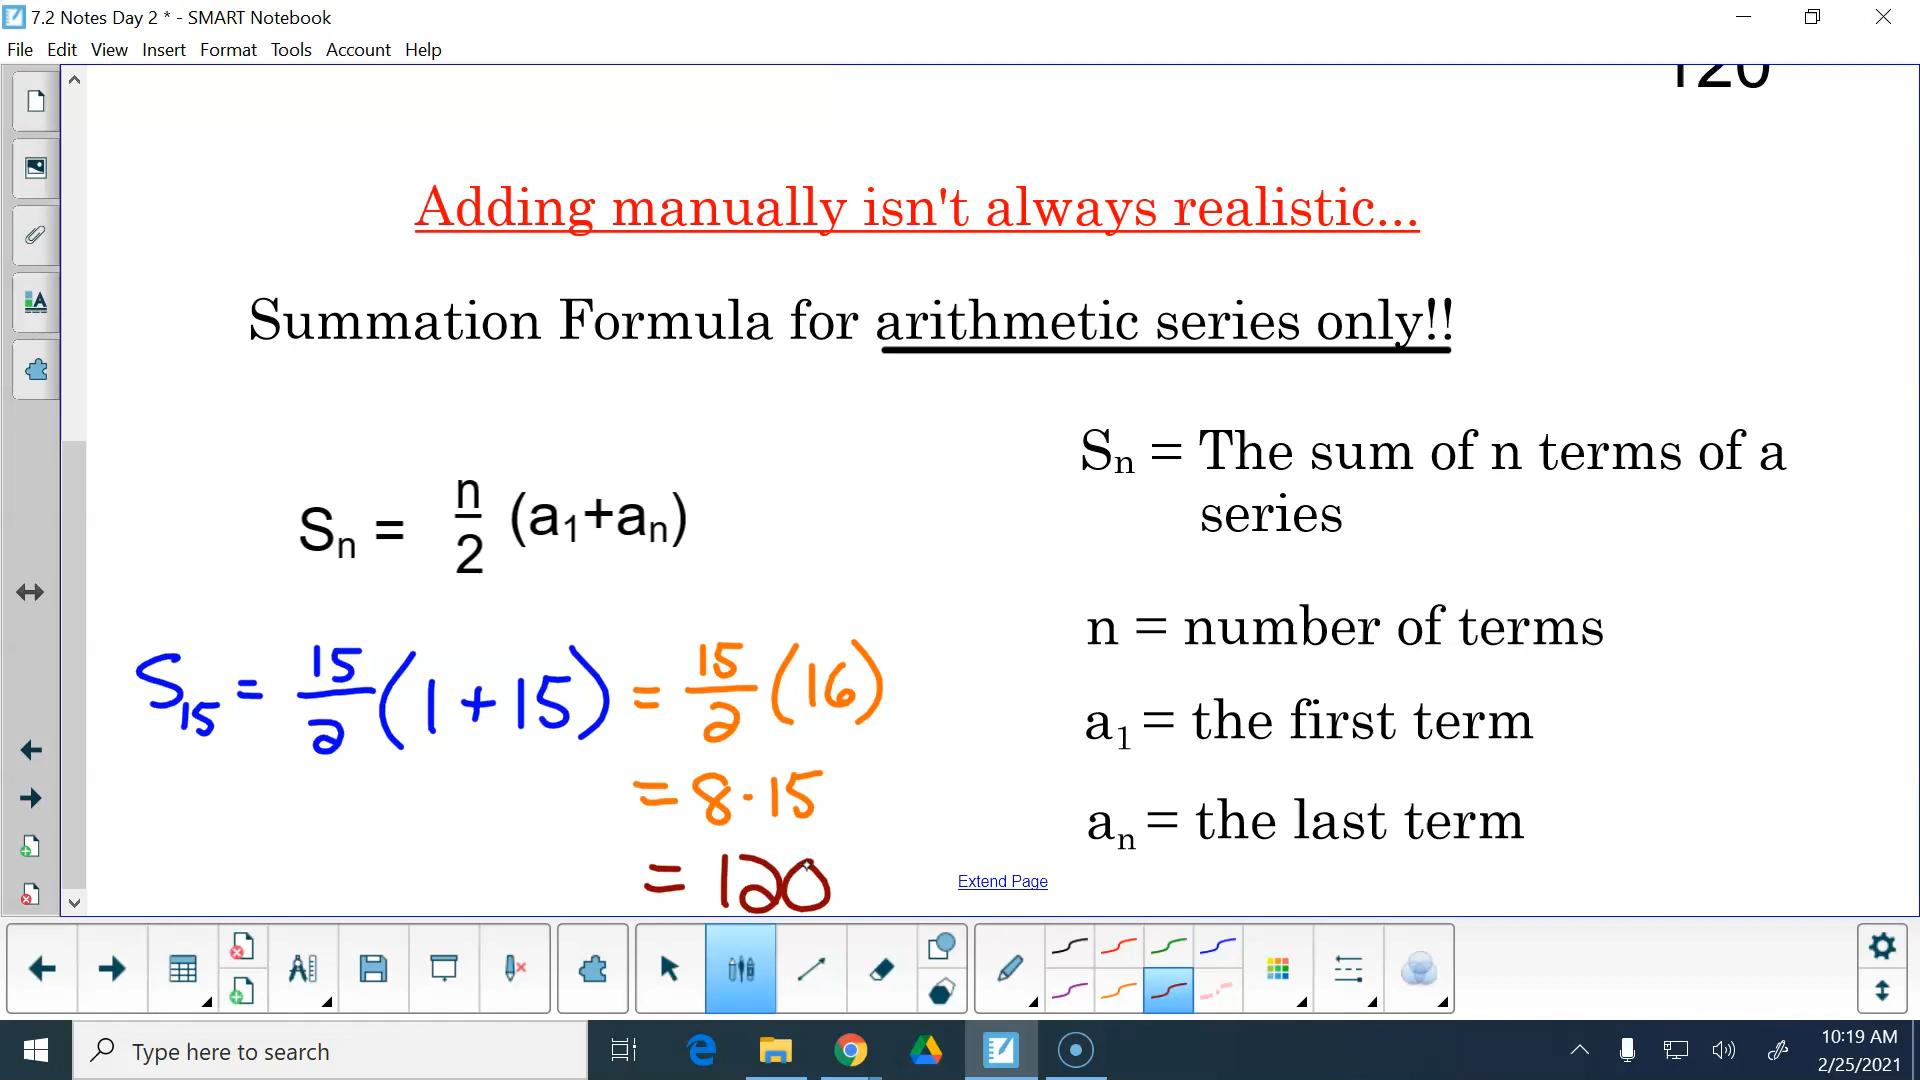 7.2 Notes Day 2 * - SMART Notebook
File Edit View Insert Format Tools Account Help
120
Adding manually isn't always realistic...
Summation Formula for arithmetic series only!!
Sₙ = n/2 (a₁+aₙ)
Sₙ = The sum of n terms of a
series
n = number of terms
a₁ = the first term
aₙ = the last term
S₁₅ = 15/2 (1 + 15) = 15/2 (16)
= 8 · 15
= 120
Extend Page
Type here to search
10:19 AM
2/25/2021